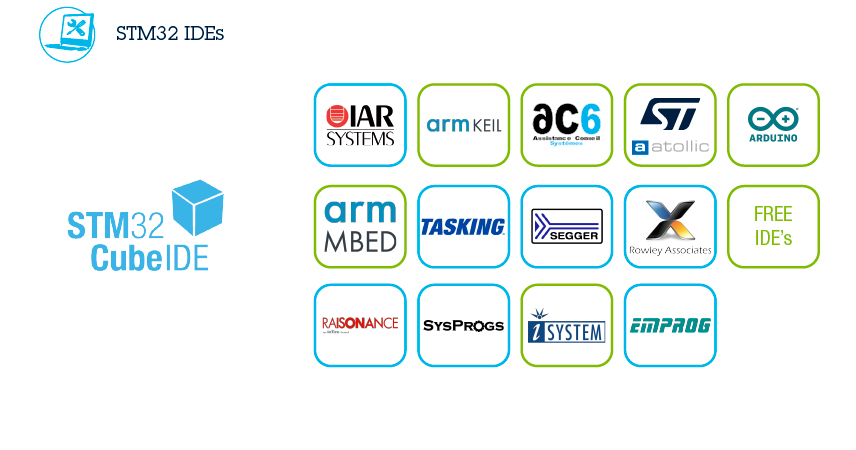 STM32 IDEs
IAR
SYSTEMS
arm KEIL
ac6
Assistance Conseil
Systèmes
ST
a atollic
ARDUINO
STM32
CubeIDE
arm
MBED
TASKING
SEGGER
Rowley Associates
FREE
IDE's
RAISONANCE
SYSPROGS
iSYSTEM
EMPROG